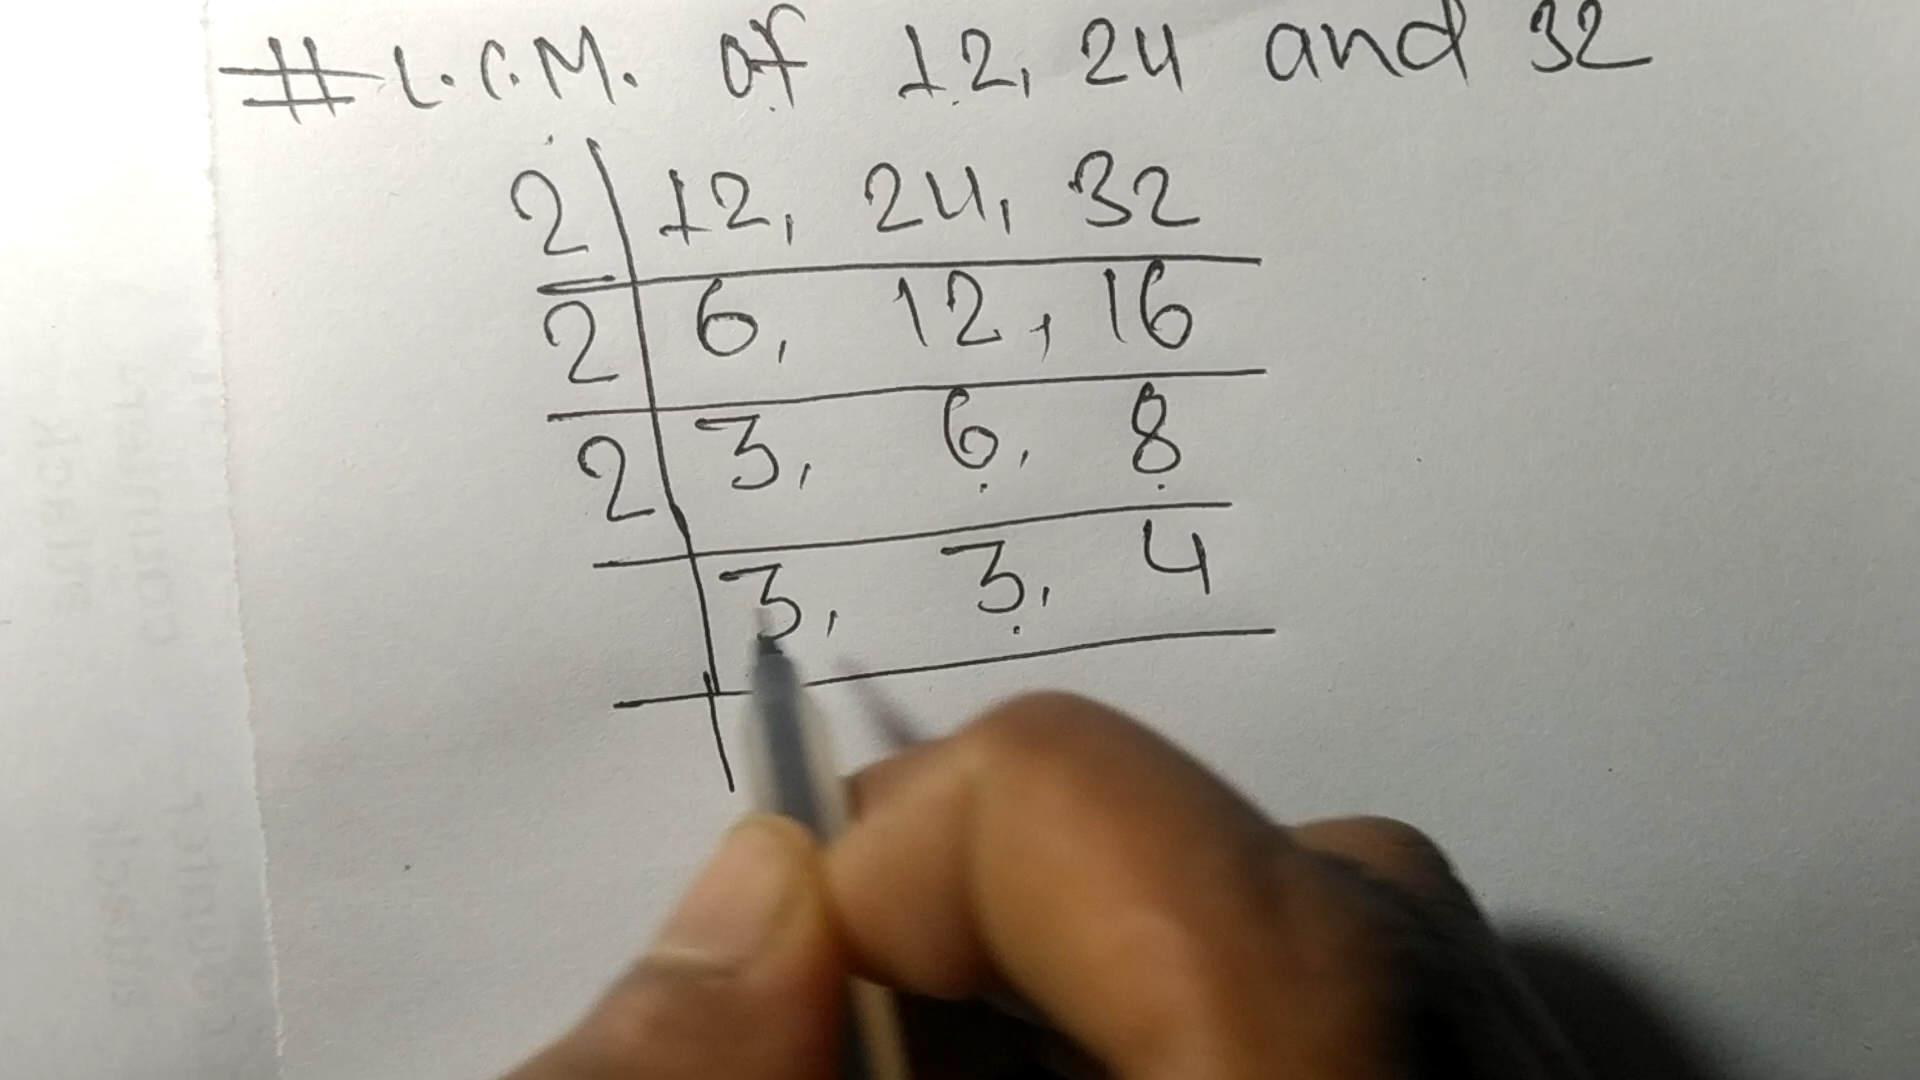 # L.C.M. of 12, 24 and 32
2 12, 24, 32
2 6, 12, 16
2 3, 6, 8
3, 3, 4